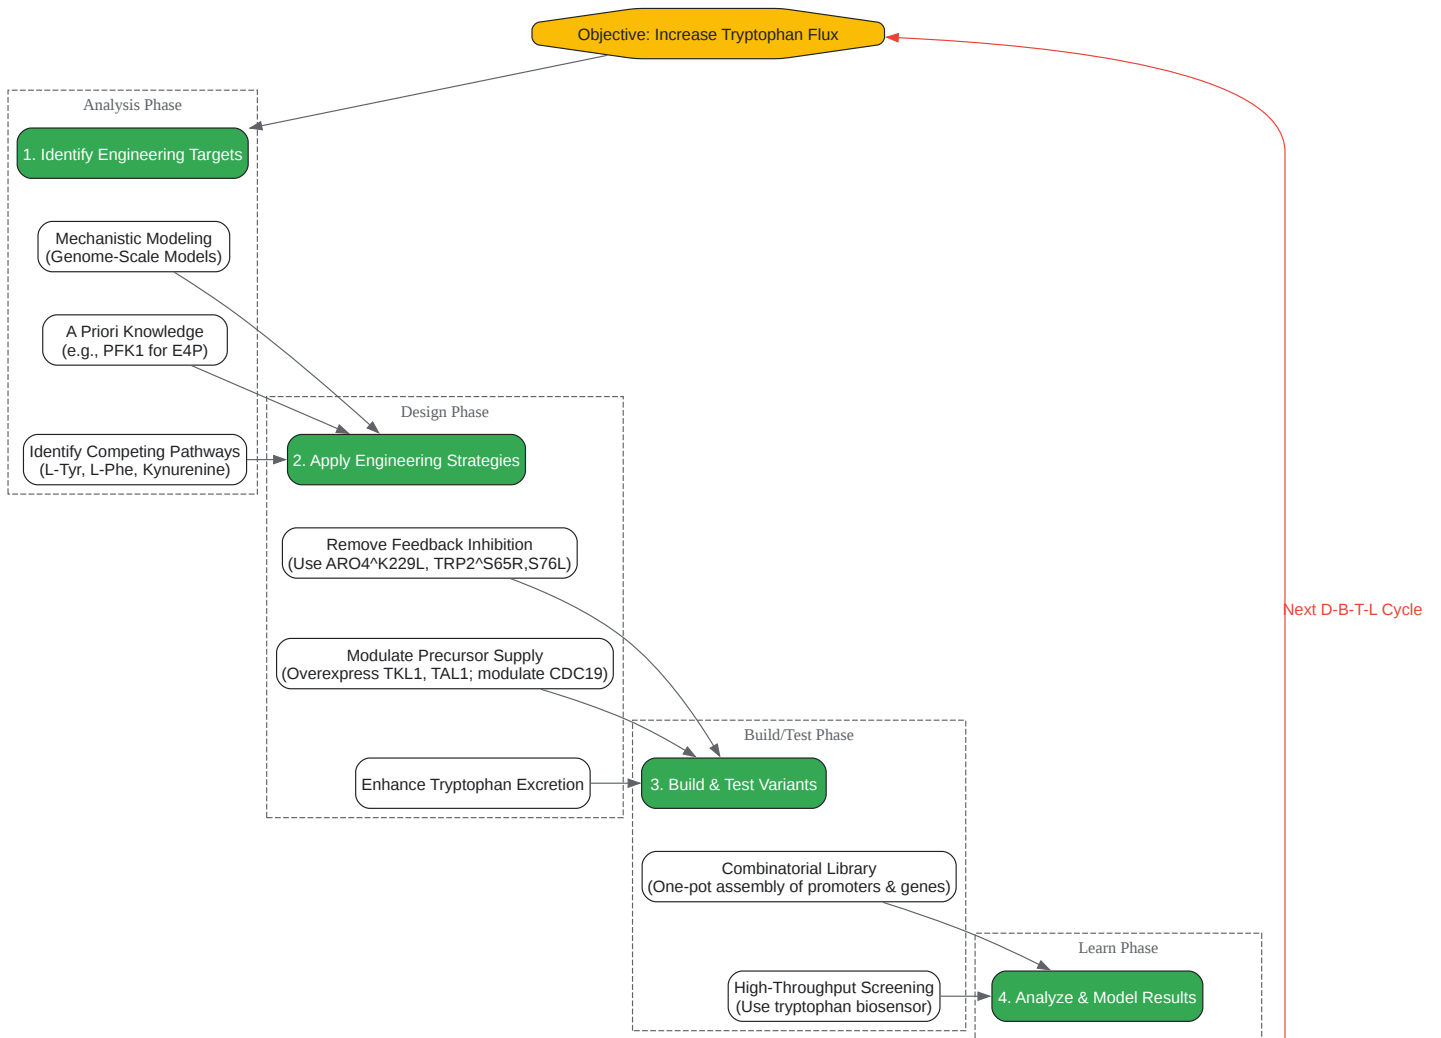 Objective: Increase Tryptophan Flux
Analysis Phase
1. Identify Engineering Targets
Mechanistic Modeling
(Genome-Scale Models)
A Priori Knowledge
(e.g., PFK1 for E4P)
Identify Competing Pathways
(L-Tyr, L-Phe, Kynurenine)
Design Phase
2. Apply Engineering Strategies
Remove Feedback Inhibition
(Use ARO4^K229L, TRP2^S65R,S76L)
Modulate Precursor Supply
(Overexpress TKL1, TAL1; modulate CDC19)
Enhance Tryptophan Excretion
Build/Test Phase
3. Build & Test Variants
Combinatorial Library
(One-pot assembly of promoters & genes)
High-Throughput Screening
(Use tryptophan biosensor)
Learn Phase
4. Analyze & Model Results
Next D-B-T-L Cycle